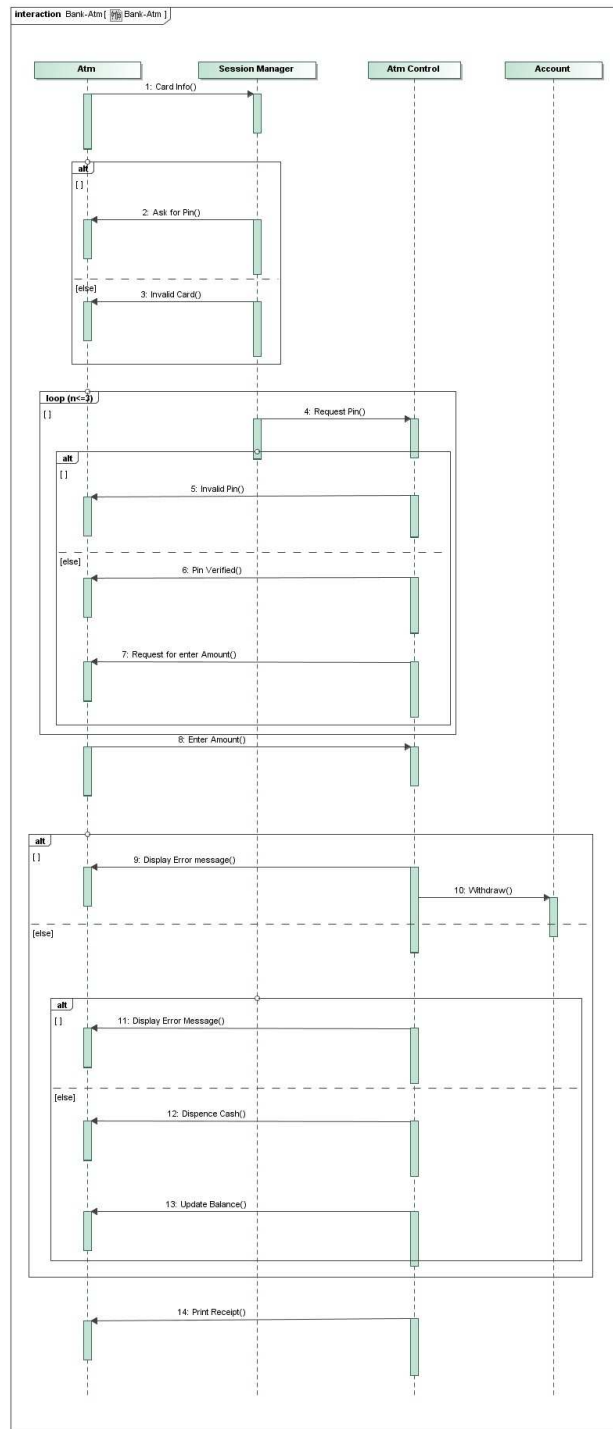 interaction Bank-Atm[ Bank-Atm ]
Atm
Session Manager
Atm Control
Account
1: Card Info()
alt
[ ]
2: Ask for Pin()
[else]
3: Invalid Card()
loop (n<=3)
[ ]
4: Request Pin()
alt
[ ]
5: Invalid Pin()
[else]
6: Pin Verified()
7: Request for enter Amount()
8: Enter Amount()
alt
[ ]
9: Display Error message()
10: Withdraw()
[else]
alt
[ ]
11: Display Error Message()
[else]
12: Dispence Cash()
13: Update Balance()
14: Print Receipt()